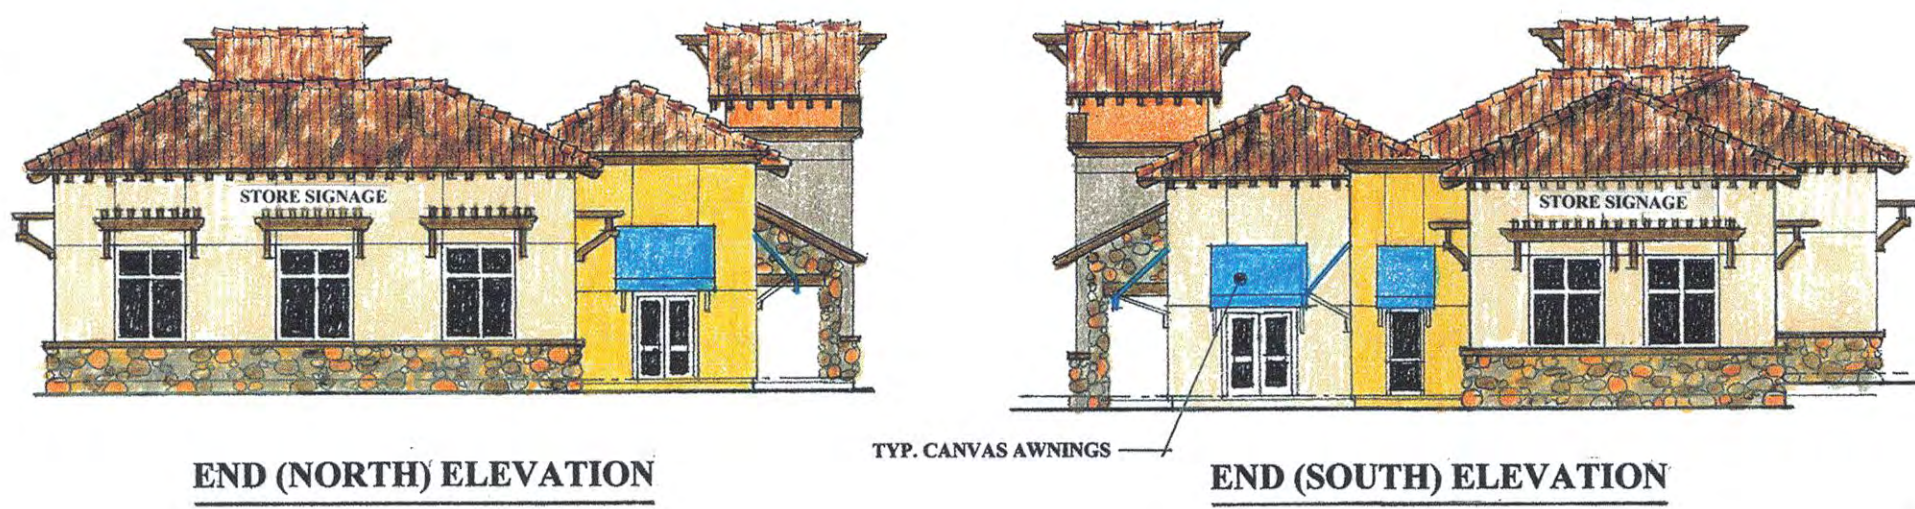 STORE SIGNAGE
STORE SIGNAGE
TYP. CANVAS AWNINGS
END (NORTH) ELEVATION
END (SOUTH) ELEVATION